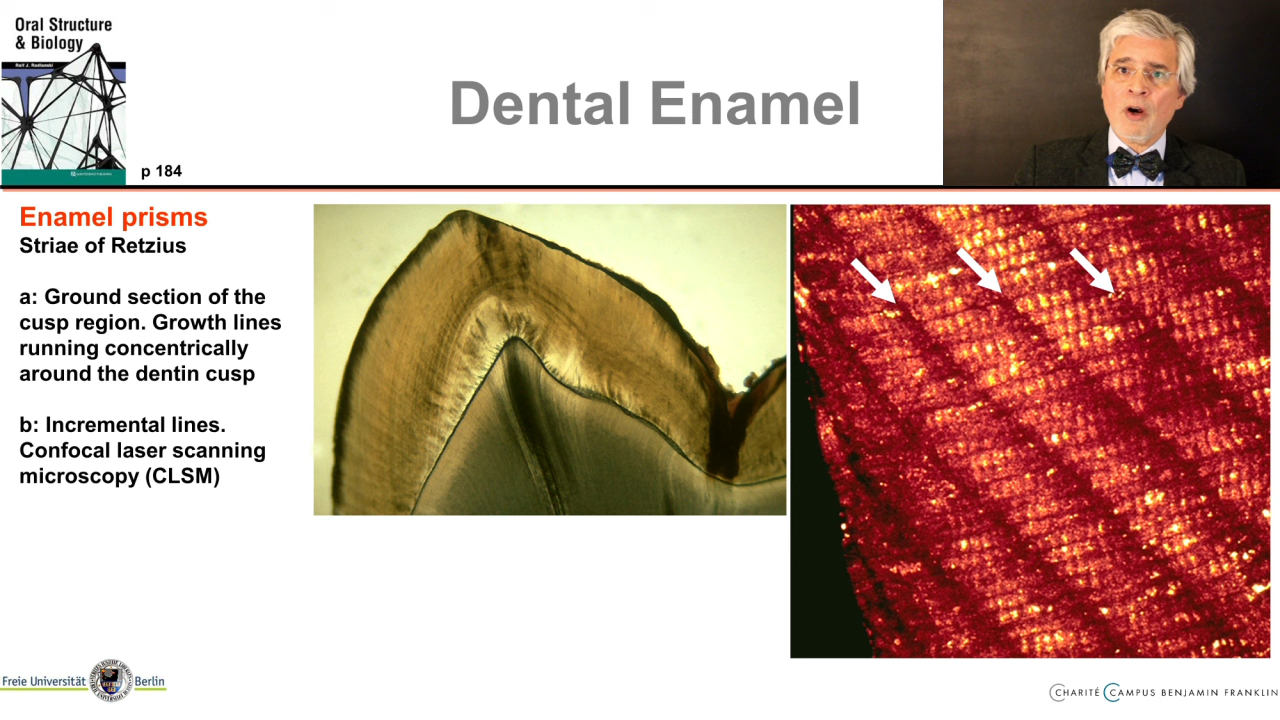 Oral Structure
& Biology
Ralf J. Radlanski
p 184
Dental Enamel
Enamel prisms
Striae of Retzius
a: Ground section of the
cusp region. Growth lines
running concentrically
around the dentin cusp
b: Incremental lines.
Confocal laser scanning
microscopy (CLSM)
Freie Universität Berlin
CHARITÉ CAMPUS BENJAMIN FRANKLIN